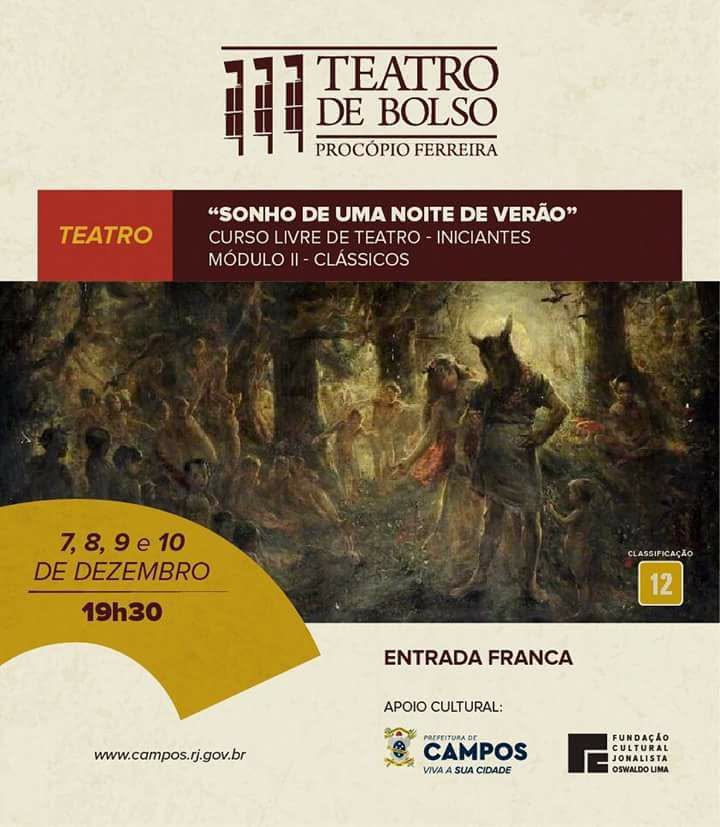 TEATRO
DE BOLSO
PROCÓPIO FERREIRA
TEATRO
“SONHO DE UMA NOITE DE VERÃO”
CURSO LIVRE DE TEATRO - INICIANTES
MÓDULO II - CLÁSSICOS
7, 8, 9 e 10
DE DEZEMBRO
19h30
CLASSIFICAÇÃO
12
ENTRADA FRANCA
APOIO CULTURAL:
PREFEITURA DE
CAMPOS
VIVA A SUA CIDADE
FUNDAÇÃO
CULTURAL
JONALISTA
OSWALDO LIMA
www.campos.rj.gov.br